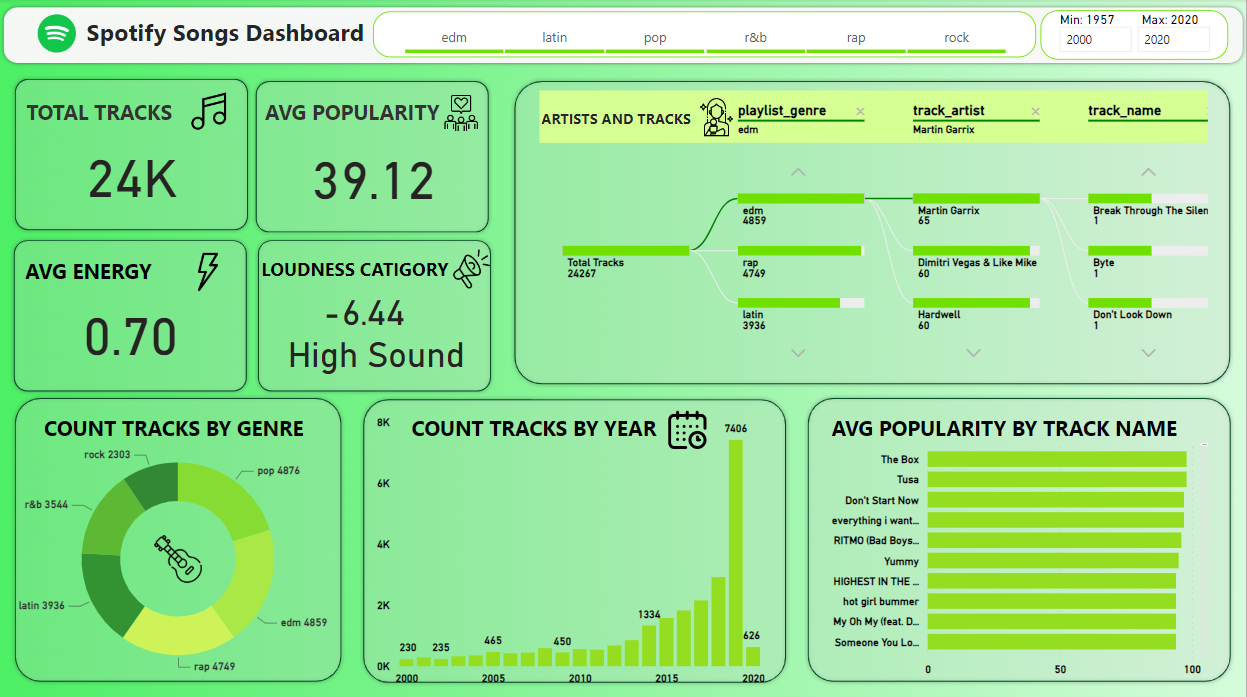 Spotify Songs Dashboard
edm latin pop r&b rap rock
Min: 1957 Max: 2020
2000 2020
TOTAL TRACKS
24K
AVG POPULARITY
39.12
AVG ENERGY
0.70
LOUDNESS CATIGORY
-6.44
High Sound
ARTISTS AND TRACKS
playlist_genre
edm
track_artist
Martin Garrix
track_name
Total Tracks
24267
edm
4859
rap
4749
latin
3936
Martin Garrix
65
Dimitri Vegas & Like Mike
60
Hardwell
60
Break Through The Silen
1
Byte
1
Don't Look Down
1
COUNT TRACKS BY GENRE
rock 2303
pop 4876
r&b 3544
latin 3936
edm 4859
rap 4749
COUNT TRACKS BY YEAR
8K
6K
4K
2K
0K
230
235
465
450
1334
7406
626
2000 2005 2010 2015 2020
AVG POPULARITY BY TRACK NAME
The Box
Tusa
Don't Start Now
everything i want...
RITMO (Bad Boys...
Yummy
HIGHEST IN THE ...
hot girl bummer
My Oh My (feat. D...
Someone You Lo...
0 50 100